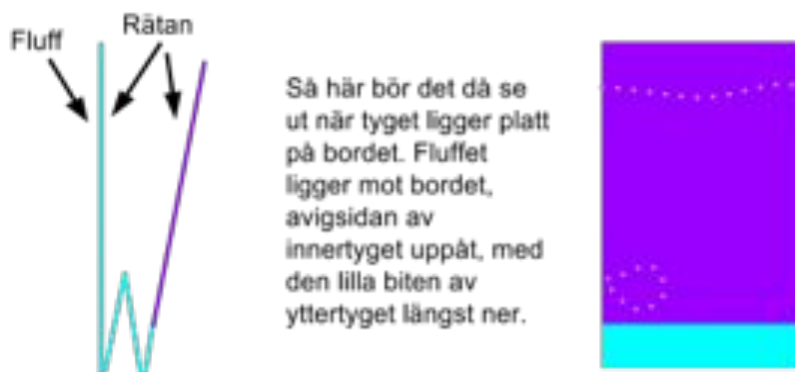 Rätan
Fluff
Så här bör det då se
ut när tyget ligger platt
på bordet. Fluffet
ligger mot bordet,
avigsidan av
innertyget uppåt, med
den lilla biten av
yttertyget längst ner.